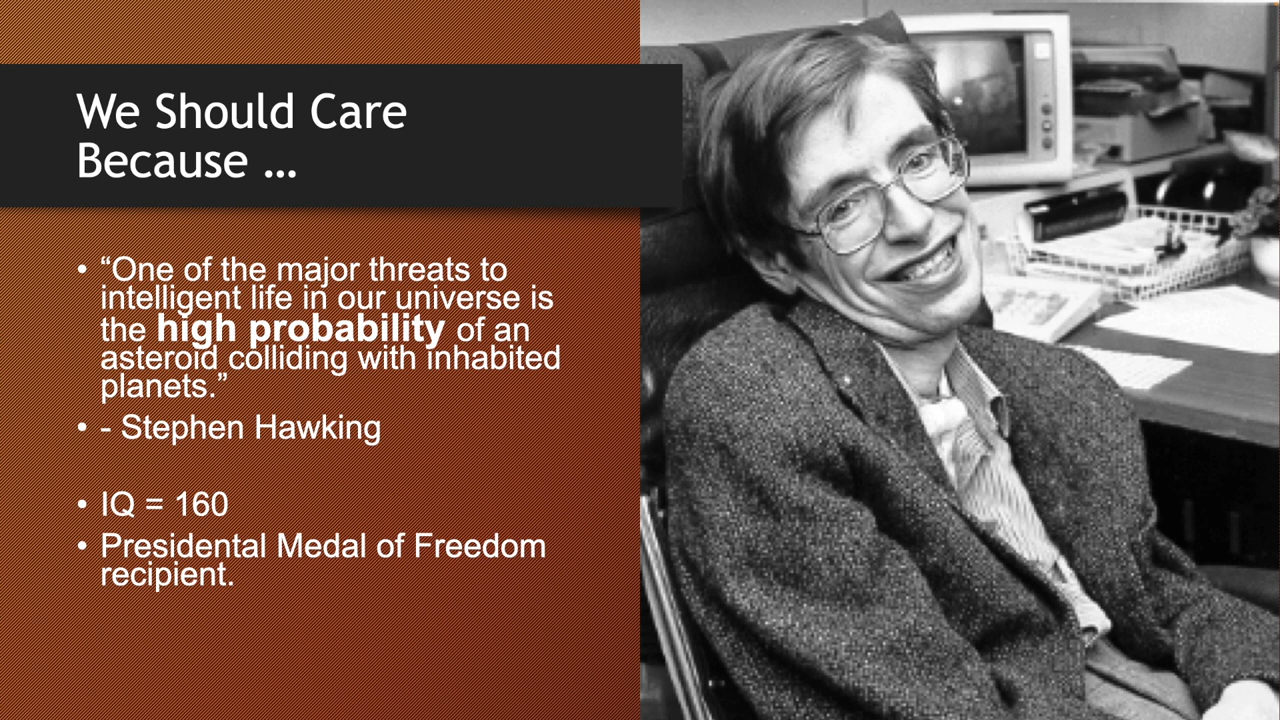 We Should Care
Because ...
• “One of the major threats to
intelligent life in our universe is
the high probability of an
asteroid colliding with inhabited
planets.”
• - Stephen Hawking
• IQ = 160
• Presidental Medal of Freedom
recipient.